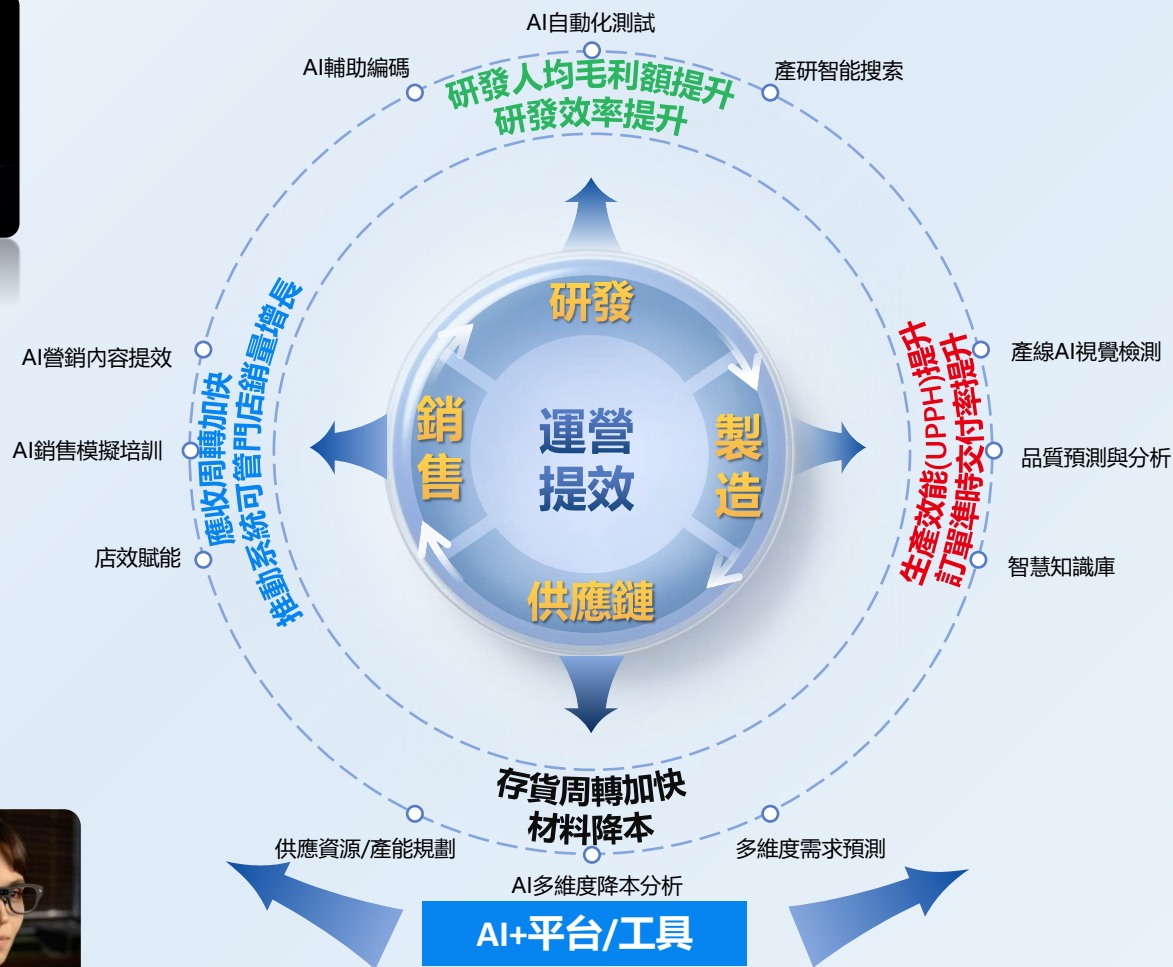 AI自動化測試
AI輔助編碼
產研智能搜索
研發人均毛利額提升
研發效率提升
研發
AI營銷內容提效
AI銷售模擬培訓
店效賦能
應收周轉加快
推動系統可管門店銷量增長
銷售
運營
提效
製造
生產效能(UPPH)提升
訂單準時交付率提升
產線AI視覺檢測
品質預測與分析
智慧知識庫
供應鏈
存貨周轉加快
材料降本
供應資源/產能規劃
多維度需求預測
AI多維度降本分析
AI+平台/工具